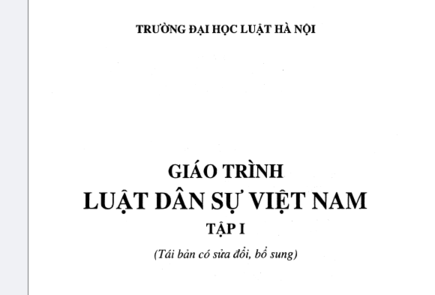 TRƯỜNG ĐẠI HỌC LUẬT HÀ NỘI
GIÁO TRÌNH
LUẬT DÂN SỰ VIỆT NAM
TẬP I
(Tái bản có sửa đổi, bổ sung)